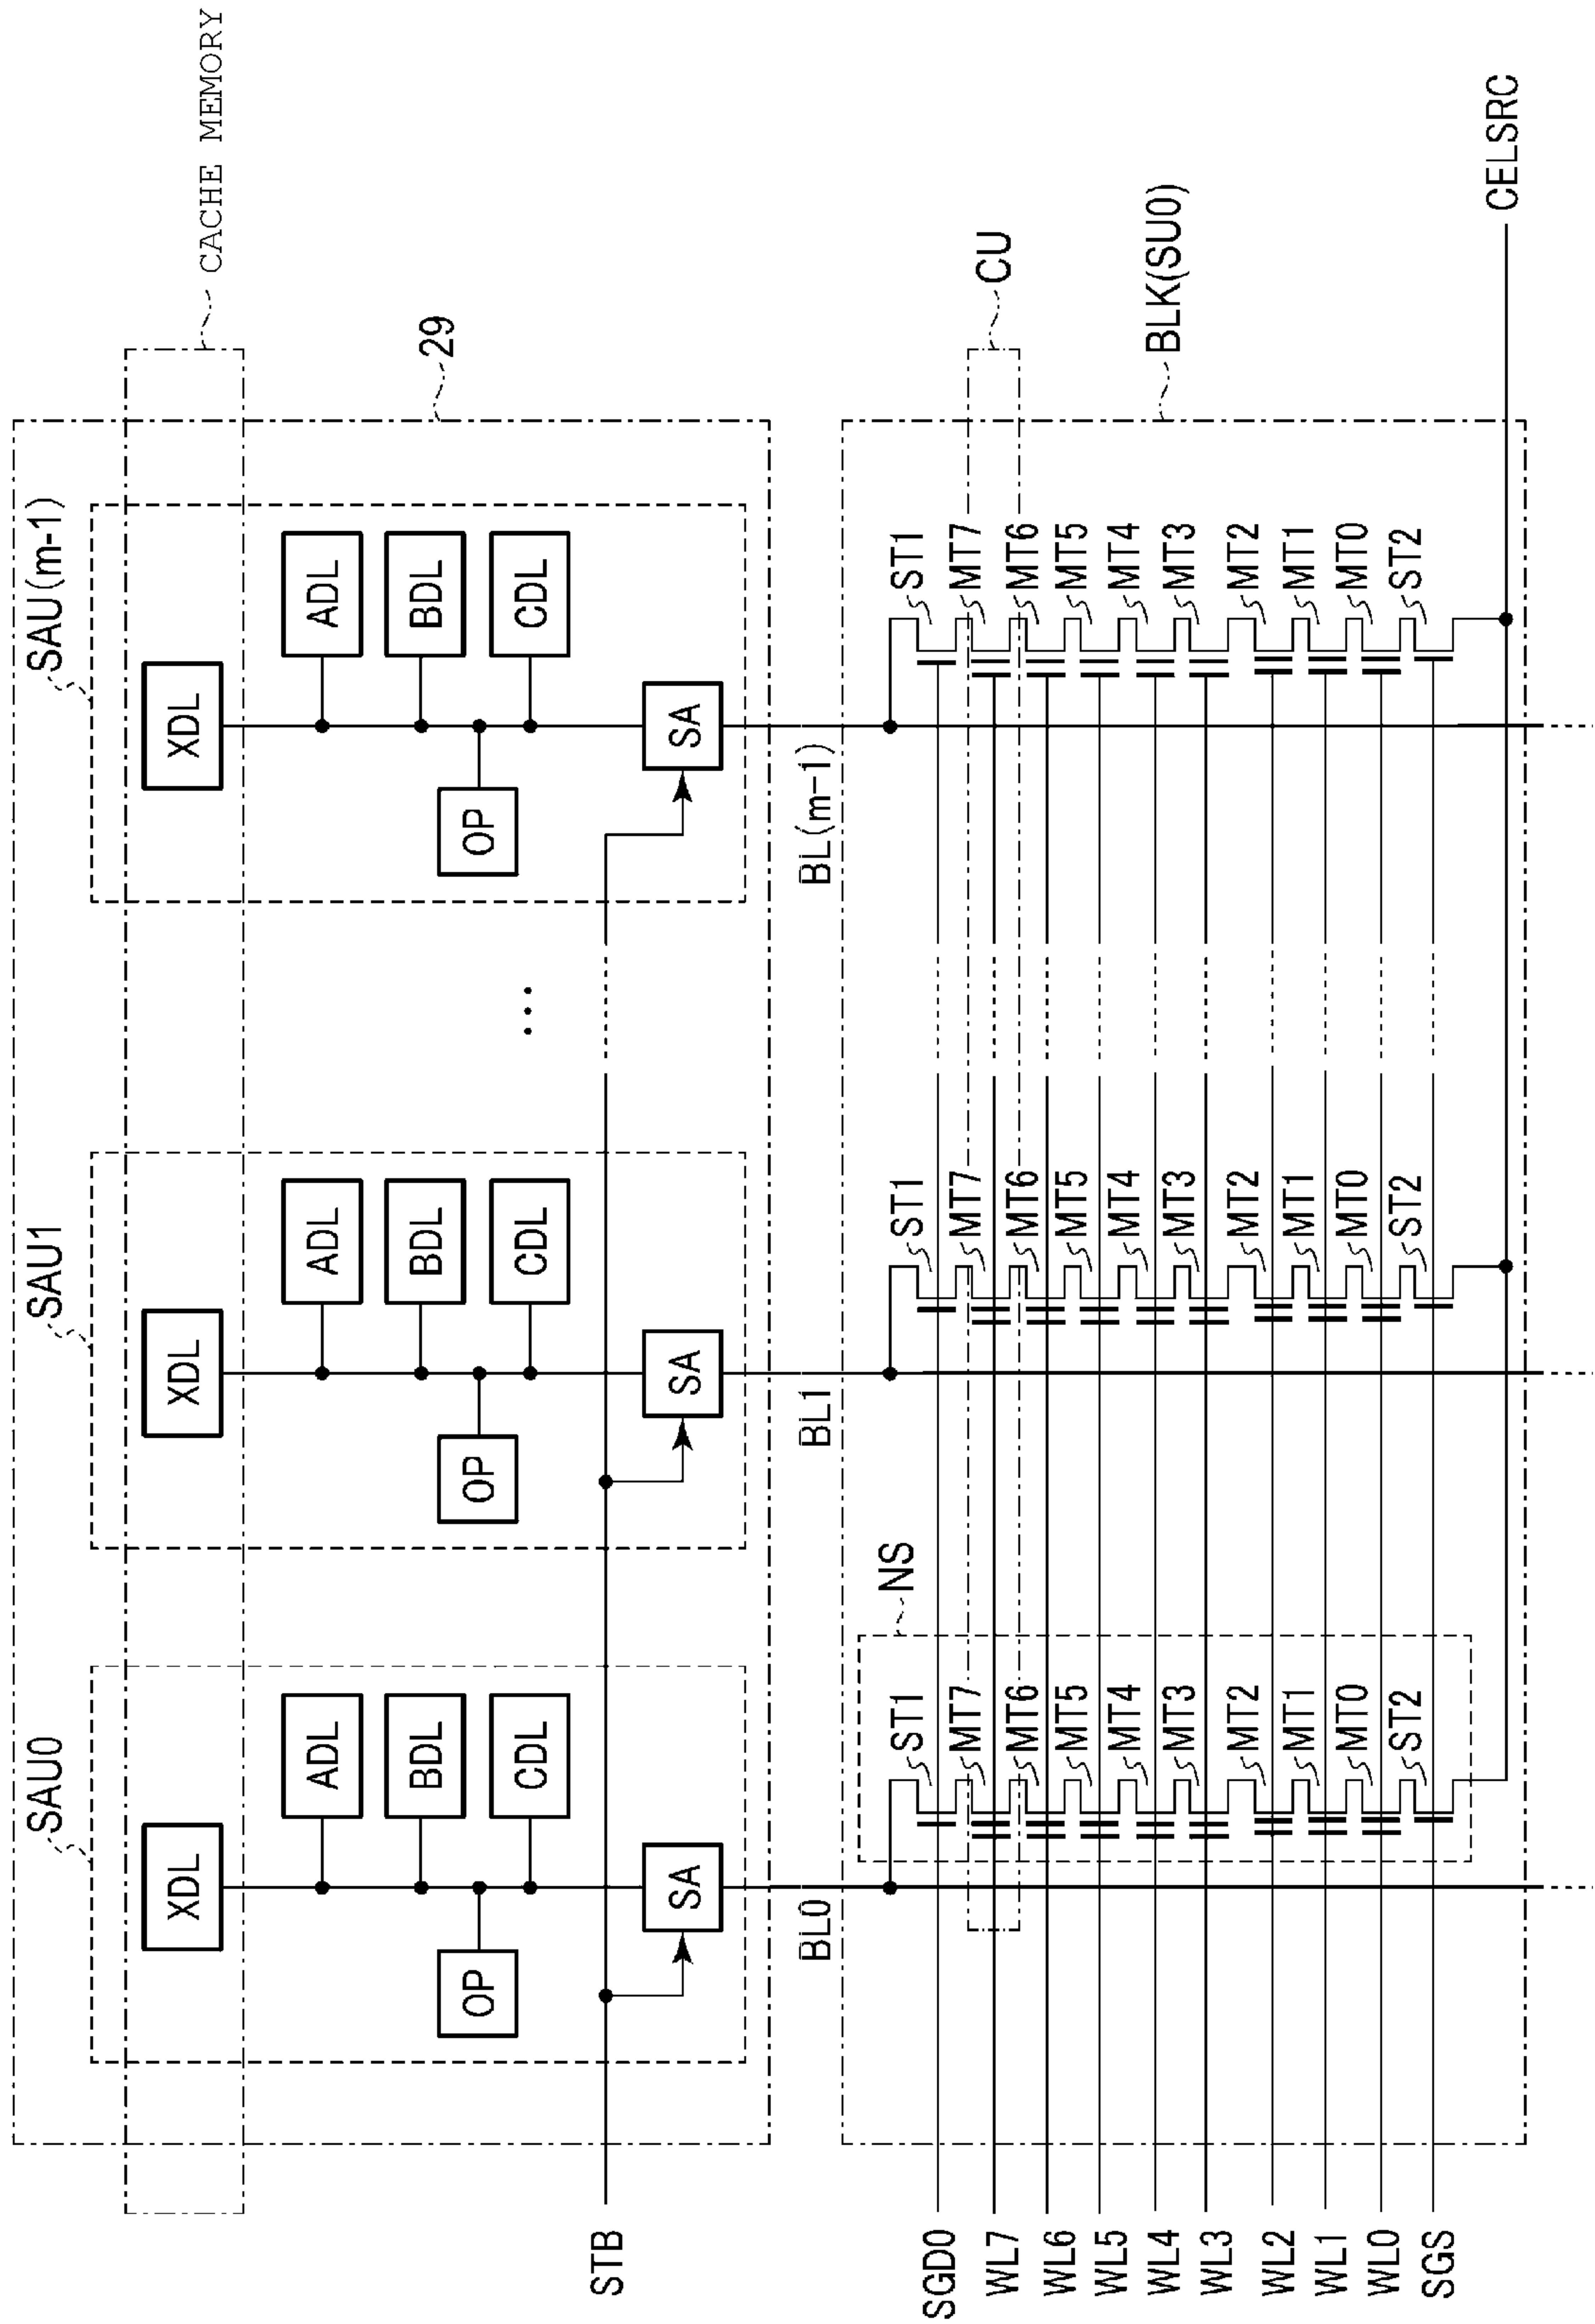 CACHE MEMORY
29
SAU0
SAU1
SAU(m-1)
XDL
XDL
XDL
ADL
ADL
ADL
BDL
BDL
BDL
OP
OP
OP
CDL
CDL
CDL
...
STB
SA
SA
SA
BL0
BL1
BL(m-1)
NS
CU
BLK(SU0)
SGD0
ST1
ST1
ST1
WL7
MT7
MT7
MT7
WL6
MT6
MT6
MT6
WL5
MT5
MT5
MT5
WL4
MT4
MT4
MT4
WL3
MT3
MT3
MT3
WL2
MT2
MT2
MT2
WL1
MT1
MT1
MT1
WL0
MT0
MT0
MT0
SGS
ST2
ST2
ST2
CELSRC